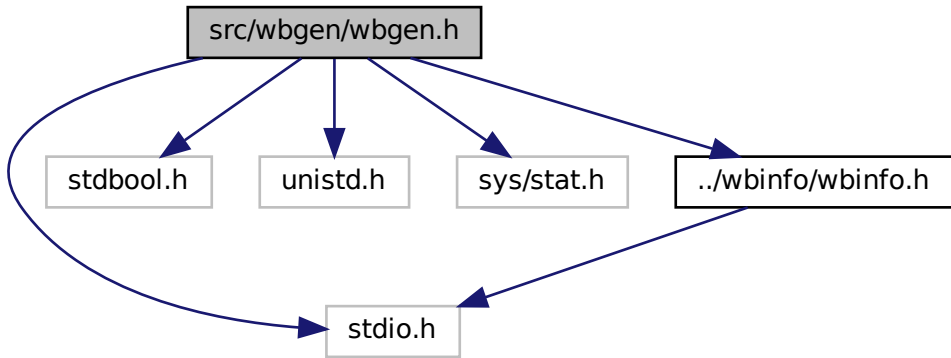 src/wbgen/wbgen.h
stdbool.h
unistd.h
sys/stat.h
../wbinfo/wbinfo.h
stdio.h